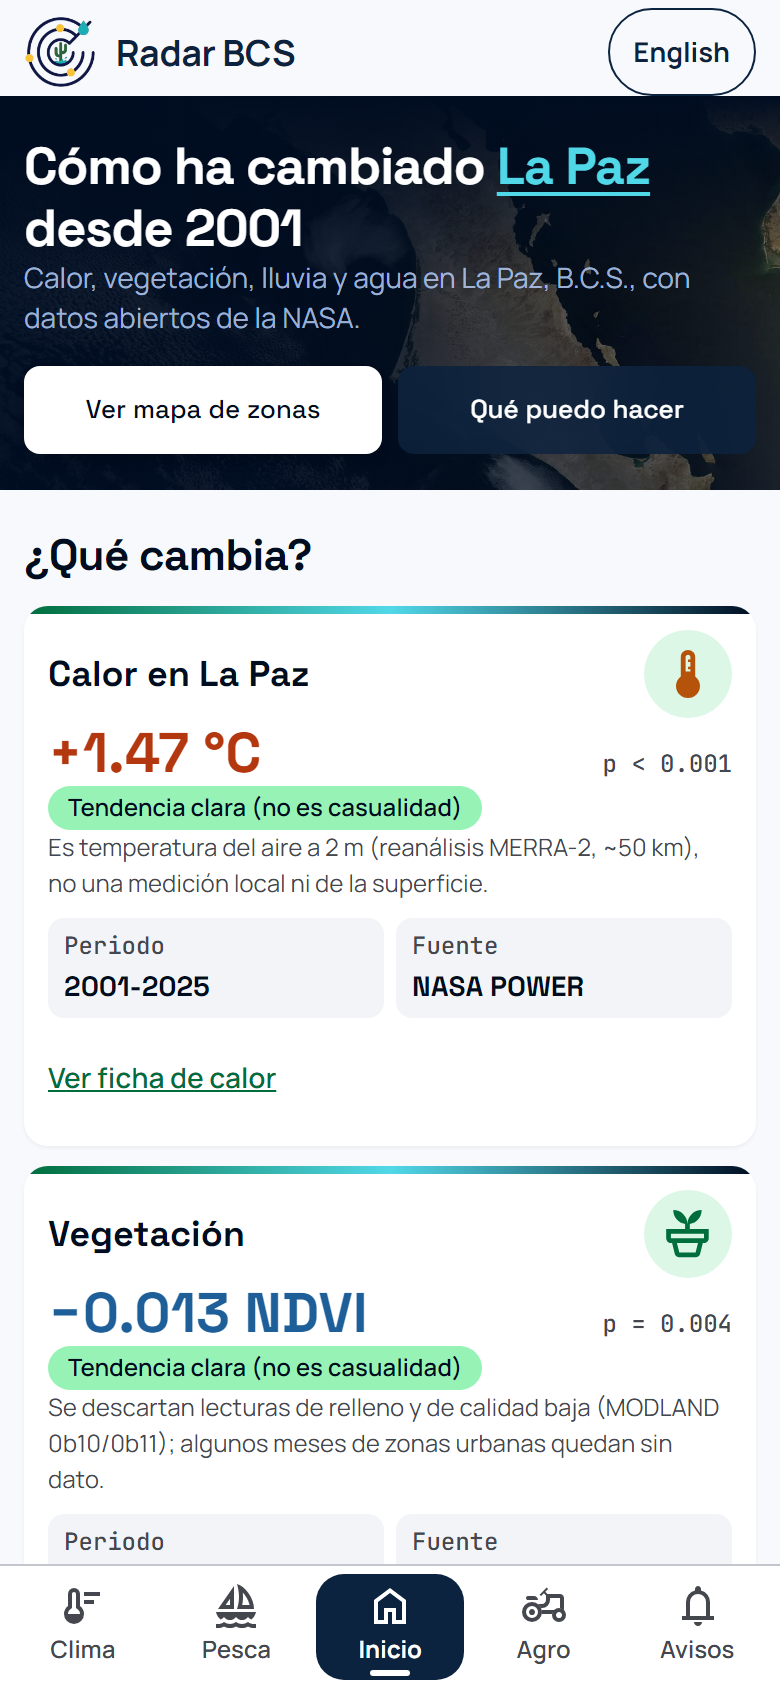 Radar BCS
English
Cómo ha cambiado La Paz
desde 2001
Calor, vegetación, lluvia y agua en La Paz, B.C.S., con
datos abiertos de la NASA.
Ver mapa de zonas
Qué puedo hacer
¿Qué cambia?
Calor en La Paz
+1.47 °C
p < 0.001
Tendencia clara (no es casualidad)
Es temperatura del aire a 2 m (reanálisis MERRA-2, ~50 km),
no una medición local ni de la superficie.
Periodo
2001-2025
Fuente
NASA POWER
Ver ficha de calor
Vegetación
−0.013 NDVI
p = 0.004
Tendencia clara (no es casualidad)
Se descartan lecturas de relleno y de calidad baja (MODLAND
0b10/0b11); algunos meses de zonas urbanas quedan sin
dato.
Periodo
Fuente
Clima
Pesca
Inicio
Agro
Avisos